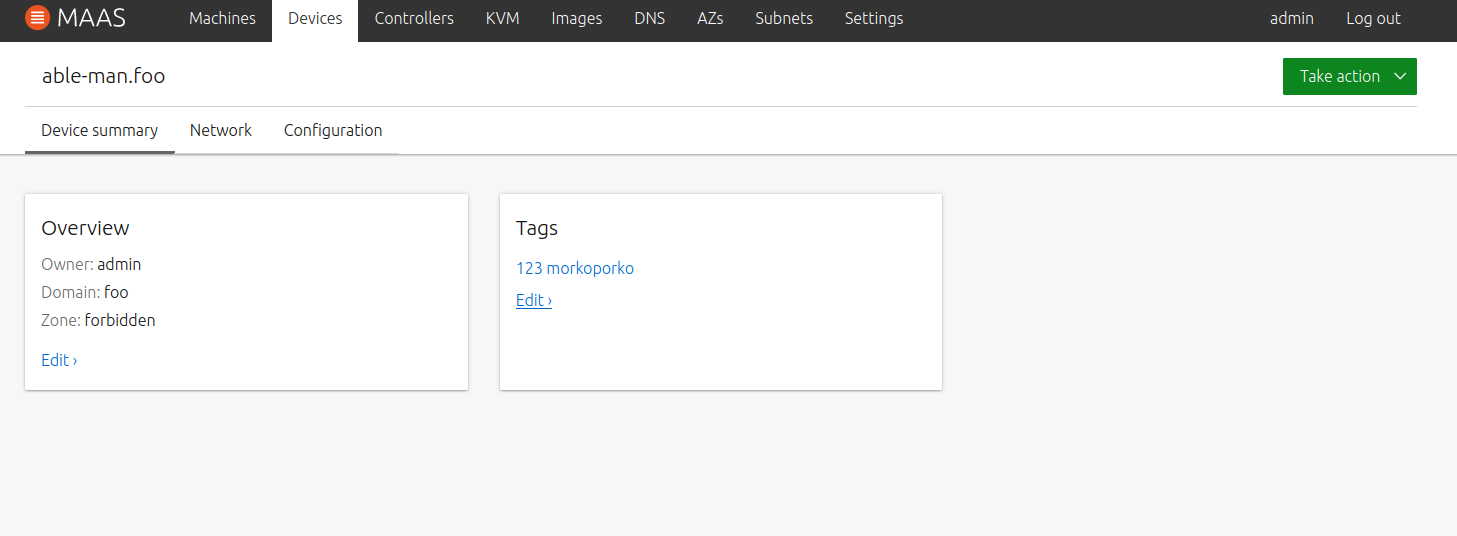 MAAS Machines Devices Controllers KVM Images DNS AZs Subnets Settings admin Log out
able-man.foo Take action
Device summary Network Configuration
Overview
Owner: admin
Domain: foo
Zone: forbidden
Edit ›
Tags
123 morkoporko
Edit ›